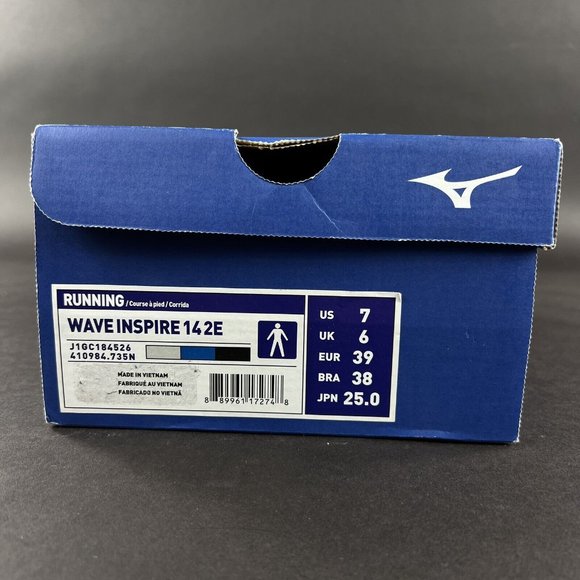 RUNNING / Course à pied / Corrida
WAVE INSPIRE 14 2E
J1GC184526
410984.735N
MADE IN VIETNAM
FABRIQUÉ AU VIETNAM
FABRICADO NO VIETNÃ
8 89961 17274 8
US 7
UK 6
EUR 39
BRA 38
JPN 25.0